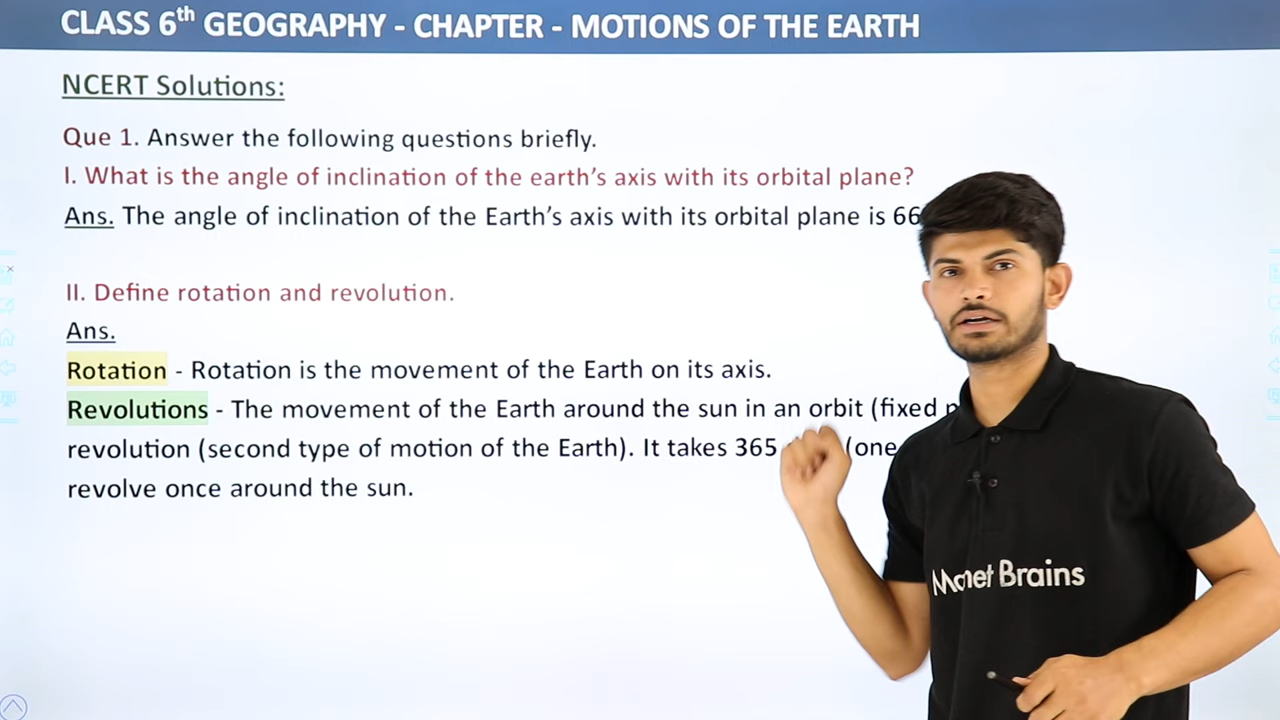 CLASS 6th GEOGRAPHY - CHAPTER - MOTIONS OF THE EARTH
NCERT Solutions:
Que 1. Answer the following questions briefly.
I. What is the angle of inclination of the earth’s axis with its orbital plane?
Ans. The angle of inclination of the Earth’s axis with its orbital plane is 66
II. Define rotation and revolution.
Ans.
Rotation - Rotation is the movement of the Earth on its axis.
Revolutions - The movement of the Earth around the sun in an orbit (fixed
revolution (second type of motion of the Earth). It takes 365 (one
revolve once around the sun.
Magnet Brains